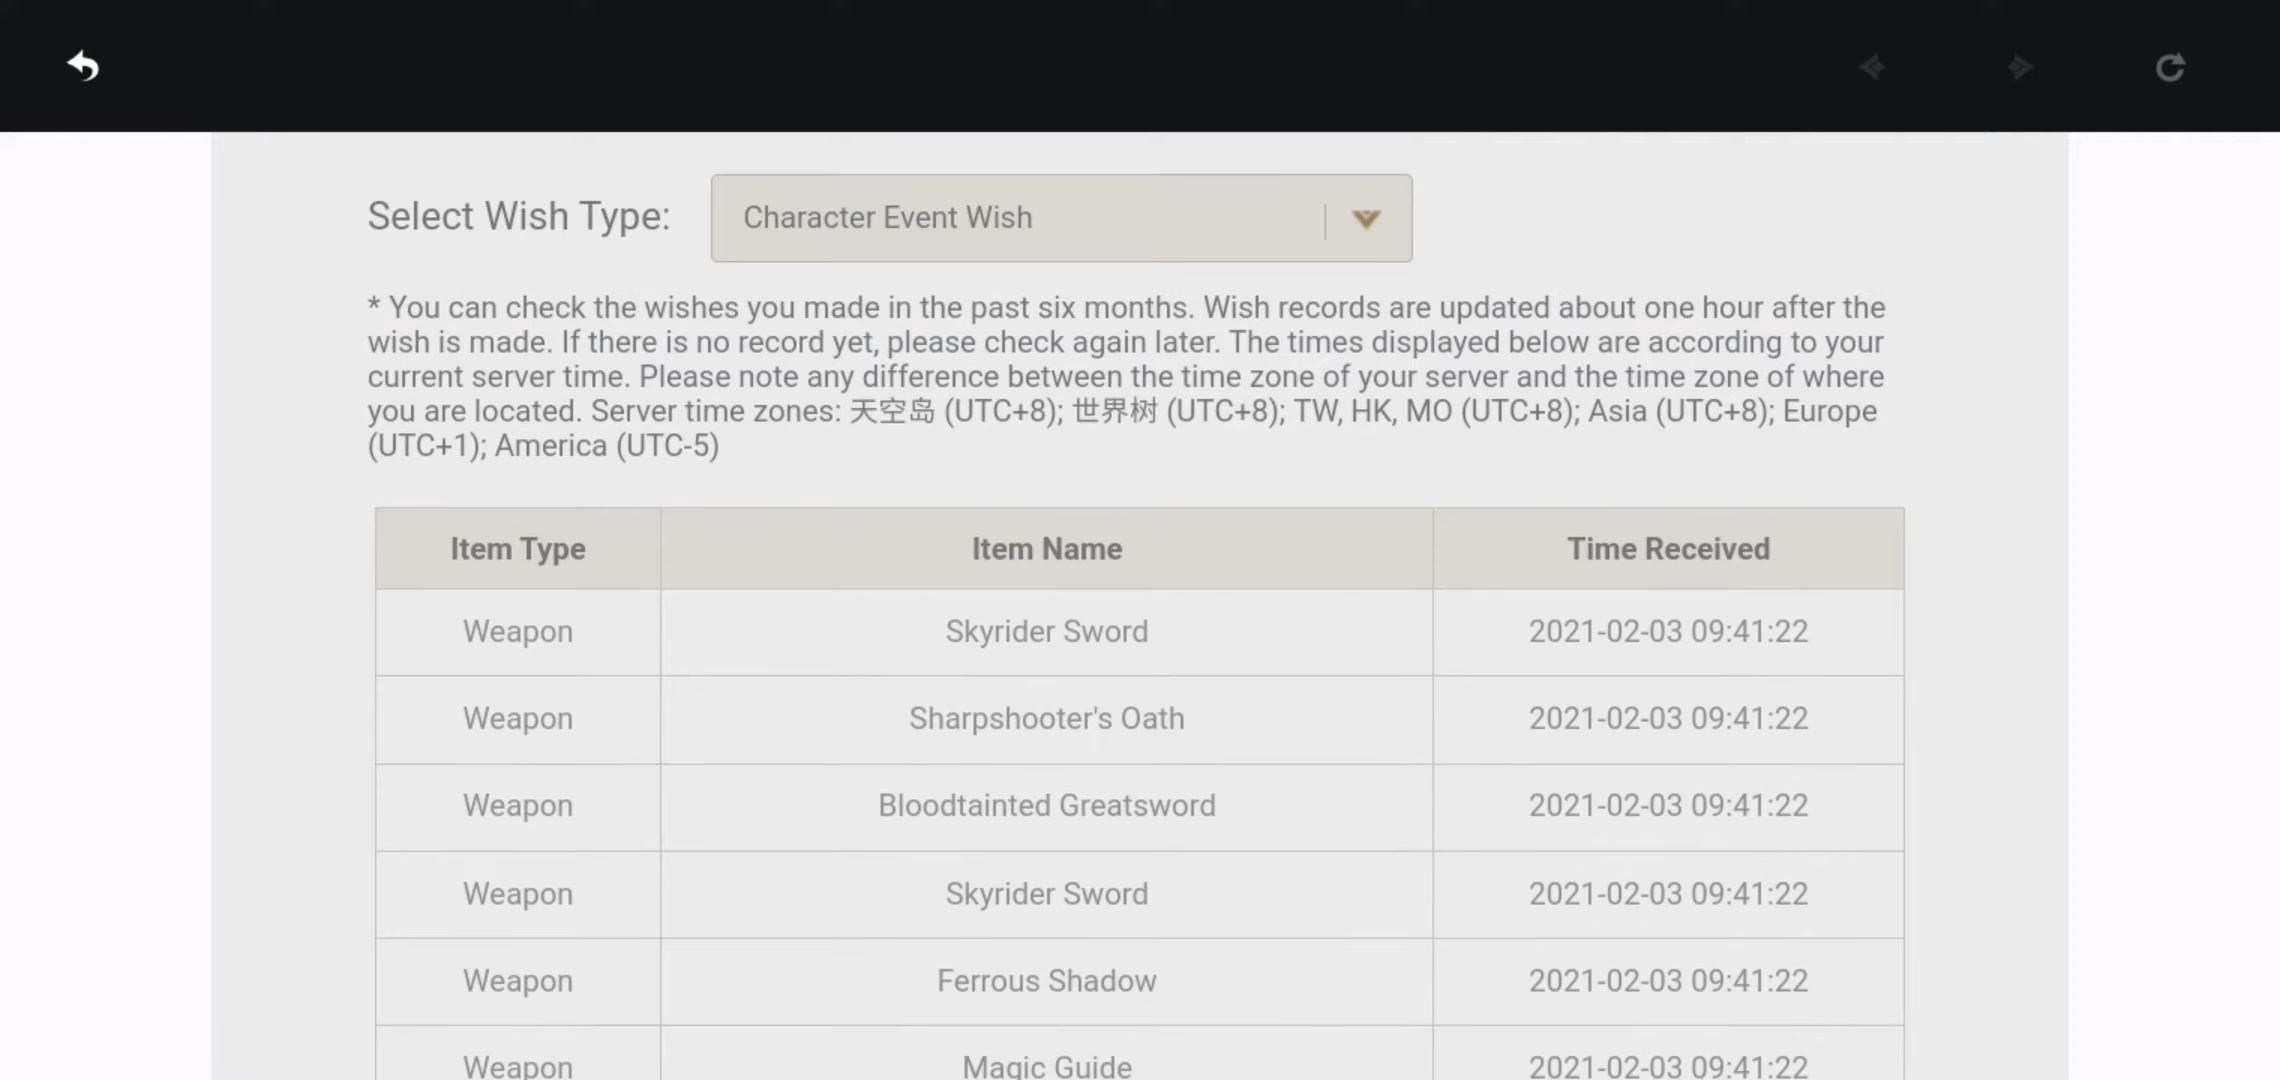 Select Wish Type: Character Event Wish
* You can check the wishes you made in the past six months. Wish records are updated about one hour after the
wish is made. If there is no record yet, please check again later. The times displayed below are according to your
current server time. Please note any difference between the time zone of your server and the time zone of where
you are located. Server time zones: 天空岛 (UTC+8); 世界树 (UTC+8); TW, HK, MO (UTC+8); Asia (UTC+8); Europe
(UTC+1); America (UTC-5)
Item Type Item Name Time Received
Weapon Skyrider Sword 2021-02-03 09:41:22
Weapon Sharpshooter's Oath 2021-02-03 09:41:22
Weapon Bloodtainted Greatsword 2021-02-03 09:41:22
Weapon Skyrider Sword 2021-02-03 09:41:22
Weapon Ferrous Shadow 2021-02-03 09:41:22
Weapon Magic Guide 2021-02-03 09:41:22